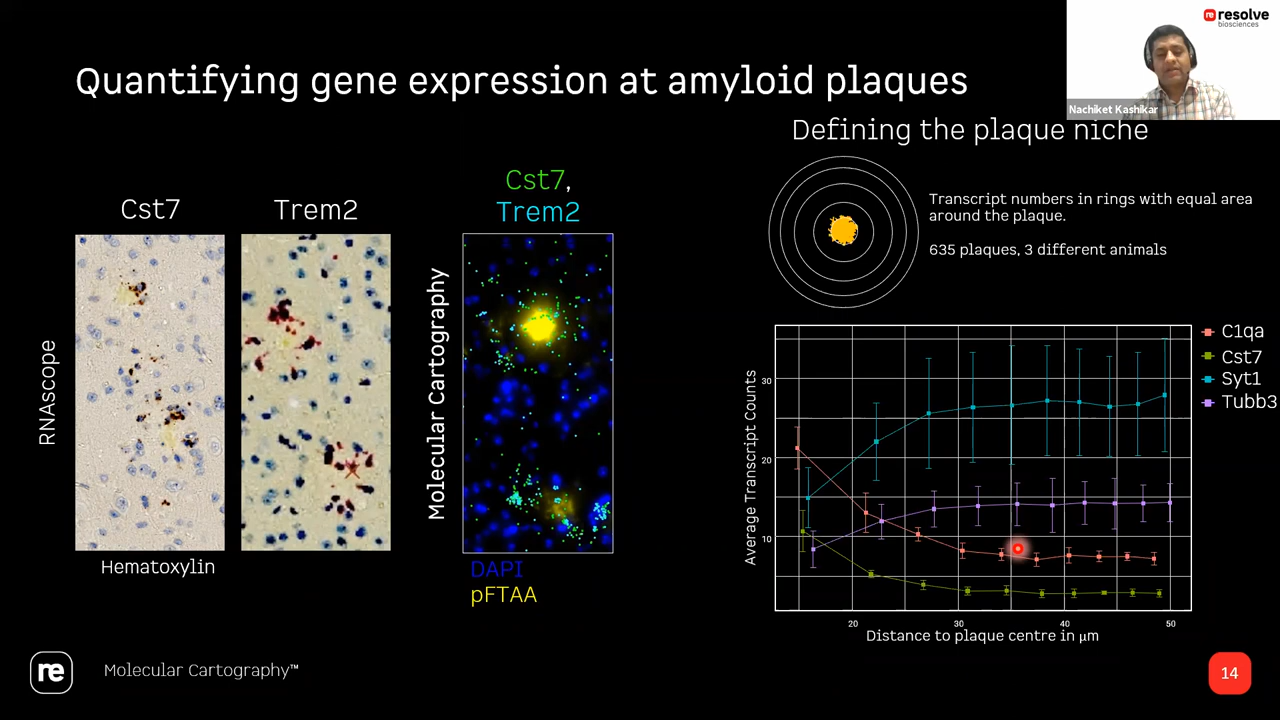 re resolve
biosciences
Nachiket Kashikar
Quantifying gene expression at amyloid plaques
Defining the plaque niche
Cst7
Trem2
Cst7,
Trem2
Transcript numbers in rings with equal area
around the plaque.
635 plaques, 3 different animals
RNAscope
Molecular Cartography
Hematoxylin
DAPI
pFTAA
Average Transcript Counts
30
20
10
20
30
40
50
Distance to plaque centre in μm
C1qa
Cst7
Syt1
Tubb3
re
Molecular Cartography™
14